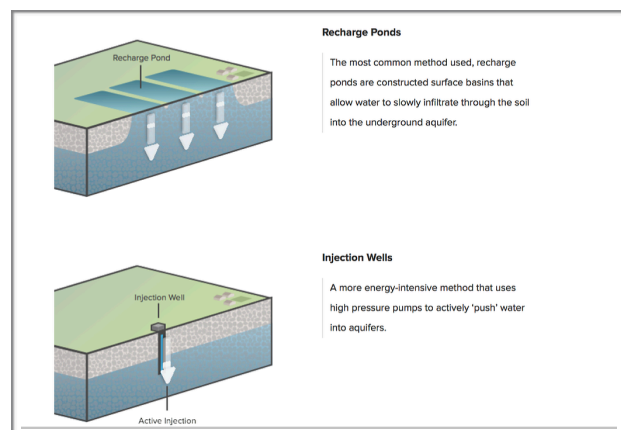 Recharge Ponds
Recharge Pond
The most common method used, recharge
ponds are constructed surface basins that
allow water to slowly infiltrate through the soil
into the underground aquifer.
Injection Wells
Injection Well
A more energy-intensive method that uses
high pressure pumps to actively 'push' water
into aquifers.
Active Injection